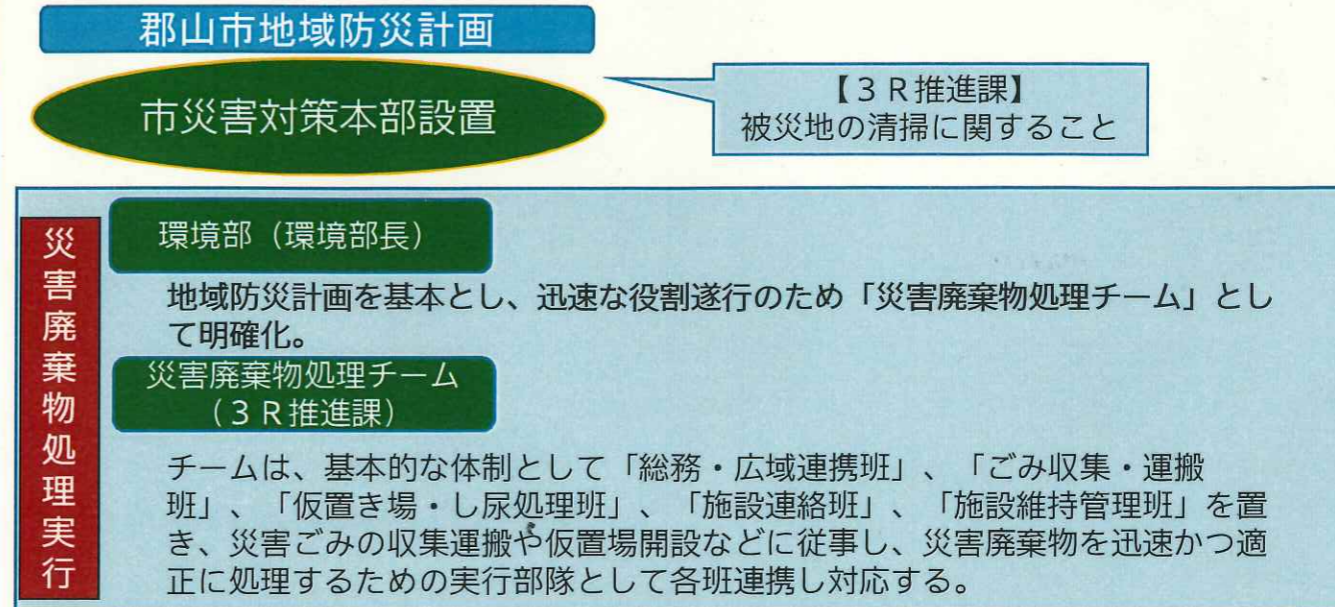 郡山市地域防災計画
市災害対策本部設置
【３Ｒ推進課】
被災地の清掃に関すること
災害廃棄物処理実行
環境部（環境部長）
地域防災計画を基本とし、迅速な役割遂行のため「災害廃棄物処理チーム」とし
て明確化。
災害廃棄物処理チーム
（３Ｒ推進課）
チームは、基本的な体制として「総務・広域連携班」、「ごみ収集・運搬
班」、「仮置き場・し尿処理班」、「施設連絡班」、「施設維持管理班」を置
き、災害ごみの収集運搬や仮置場開設などに従事し、災害廃棄物を迅速かつ適
正に処理するための実行部隊として各班連携し対応する。